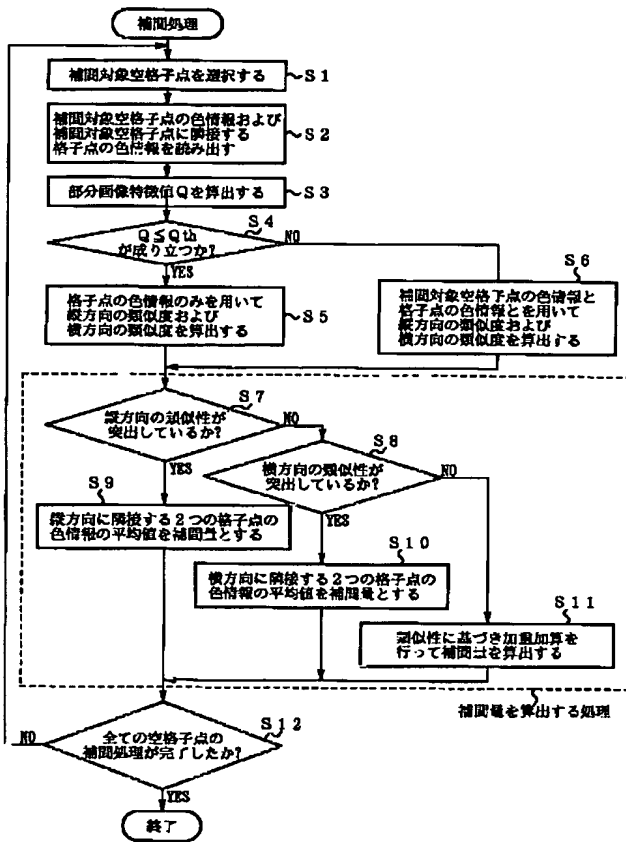 補間処理
補間対象空格子点を選択する
S1
補間対象空格子点の色情報および
補間対象空格子点に隣接する
格子点の色情報を読み出す
S2
部分画像特徴値Qを算出する
S3
S4
Q≦Qth
が成り立つか?
NO
YES
S6
格子点の色情報のみを用いて
縦方向の類似度および
横方向の類似度を算出する
S5
補間対象空格子点の色情報と
格子点の色情報とを用いて
縦方向の類似度および
横方向の類似度を算出する
S7
縦方向の類似性が
突出しているか?
NO
S8
YES
横方向の類似性が
突出しているか?
NO
S9
YES
縦方向に隣接する2つの格子点の
色情報の平均値を補間量とする
S10
横方向に隣接する2つの格子点の
色情報の平均値を補間量とする
S11
類似性に基づき加重加算を
行って補間量を算出する
補間量を算出する処理
S12
全ての空格子点の
補間処理が完了したか?
NO
YES
終了